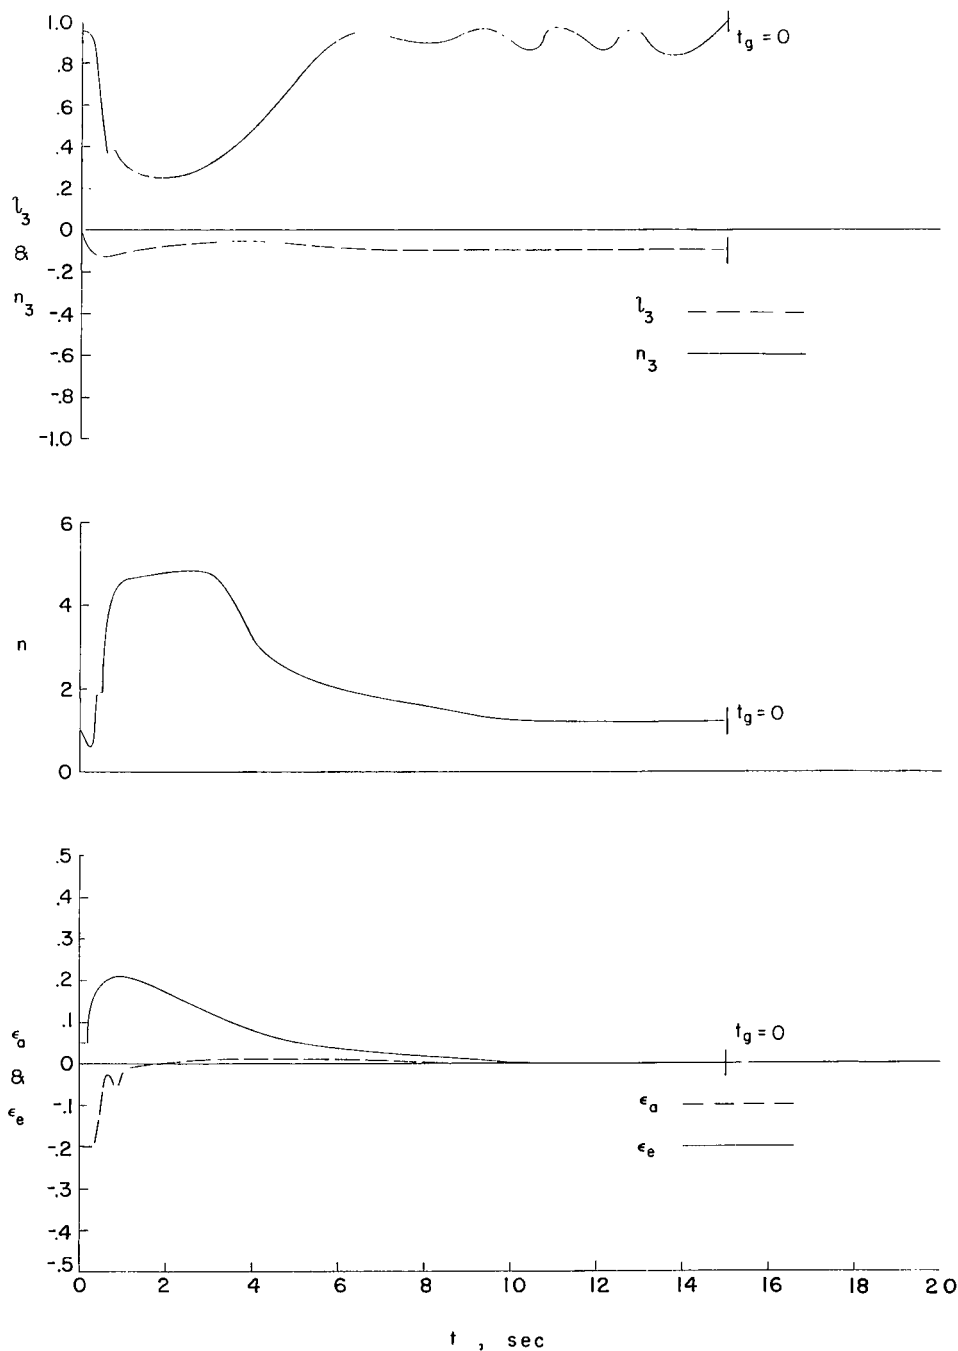 1.0
.8
.6
.4
.2
0
-.2
-.4
-.6
-.8
-1.0
l₃
&
n₃
t_g = 0
l₃
n₃
6
4
2
0
n
t_g = 0
.5
.4
.3
.2
.1
0
-.1
-.2
-.3
-.4
-.5
ϵ_a
&
ϵ_e
t_g = 0
ϵ_a
ϵ_e
0 2 4 6 8 10 12 14 16 18 20
t , sec